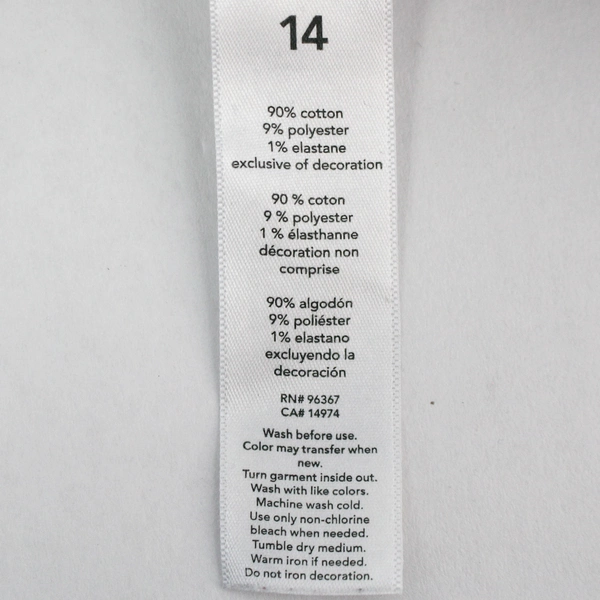 14
90% cotton
9% polyester
1% elastane
exclusive of decoration
90 % coton
9 % polyester
1 % élasthanne
décoration non
comprise
90% algodón
9% poliéster
1% elastano
excluyendo la
decoración
RN# 96367
CA# 14974
Wash before use.
Color may transfer when
new.
Turn garment inside out.
Wash with like colors.
Machine wash cold.
Use only non-chlorine
bleach when needed.
Tumble dry medium.
Warm iron if needed.
Do not iron decoration.